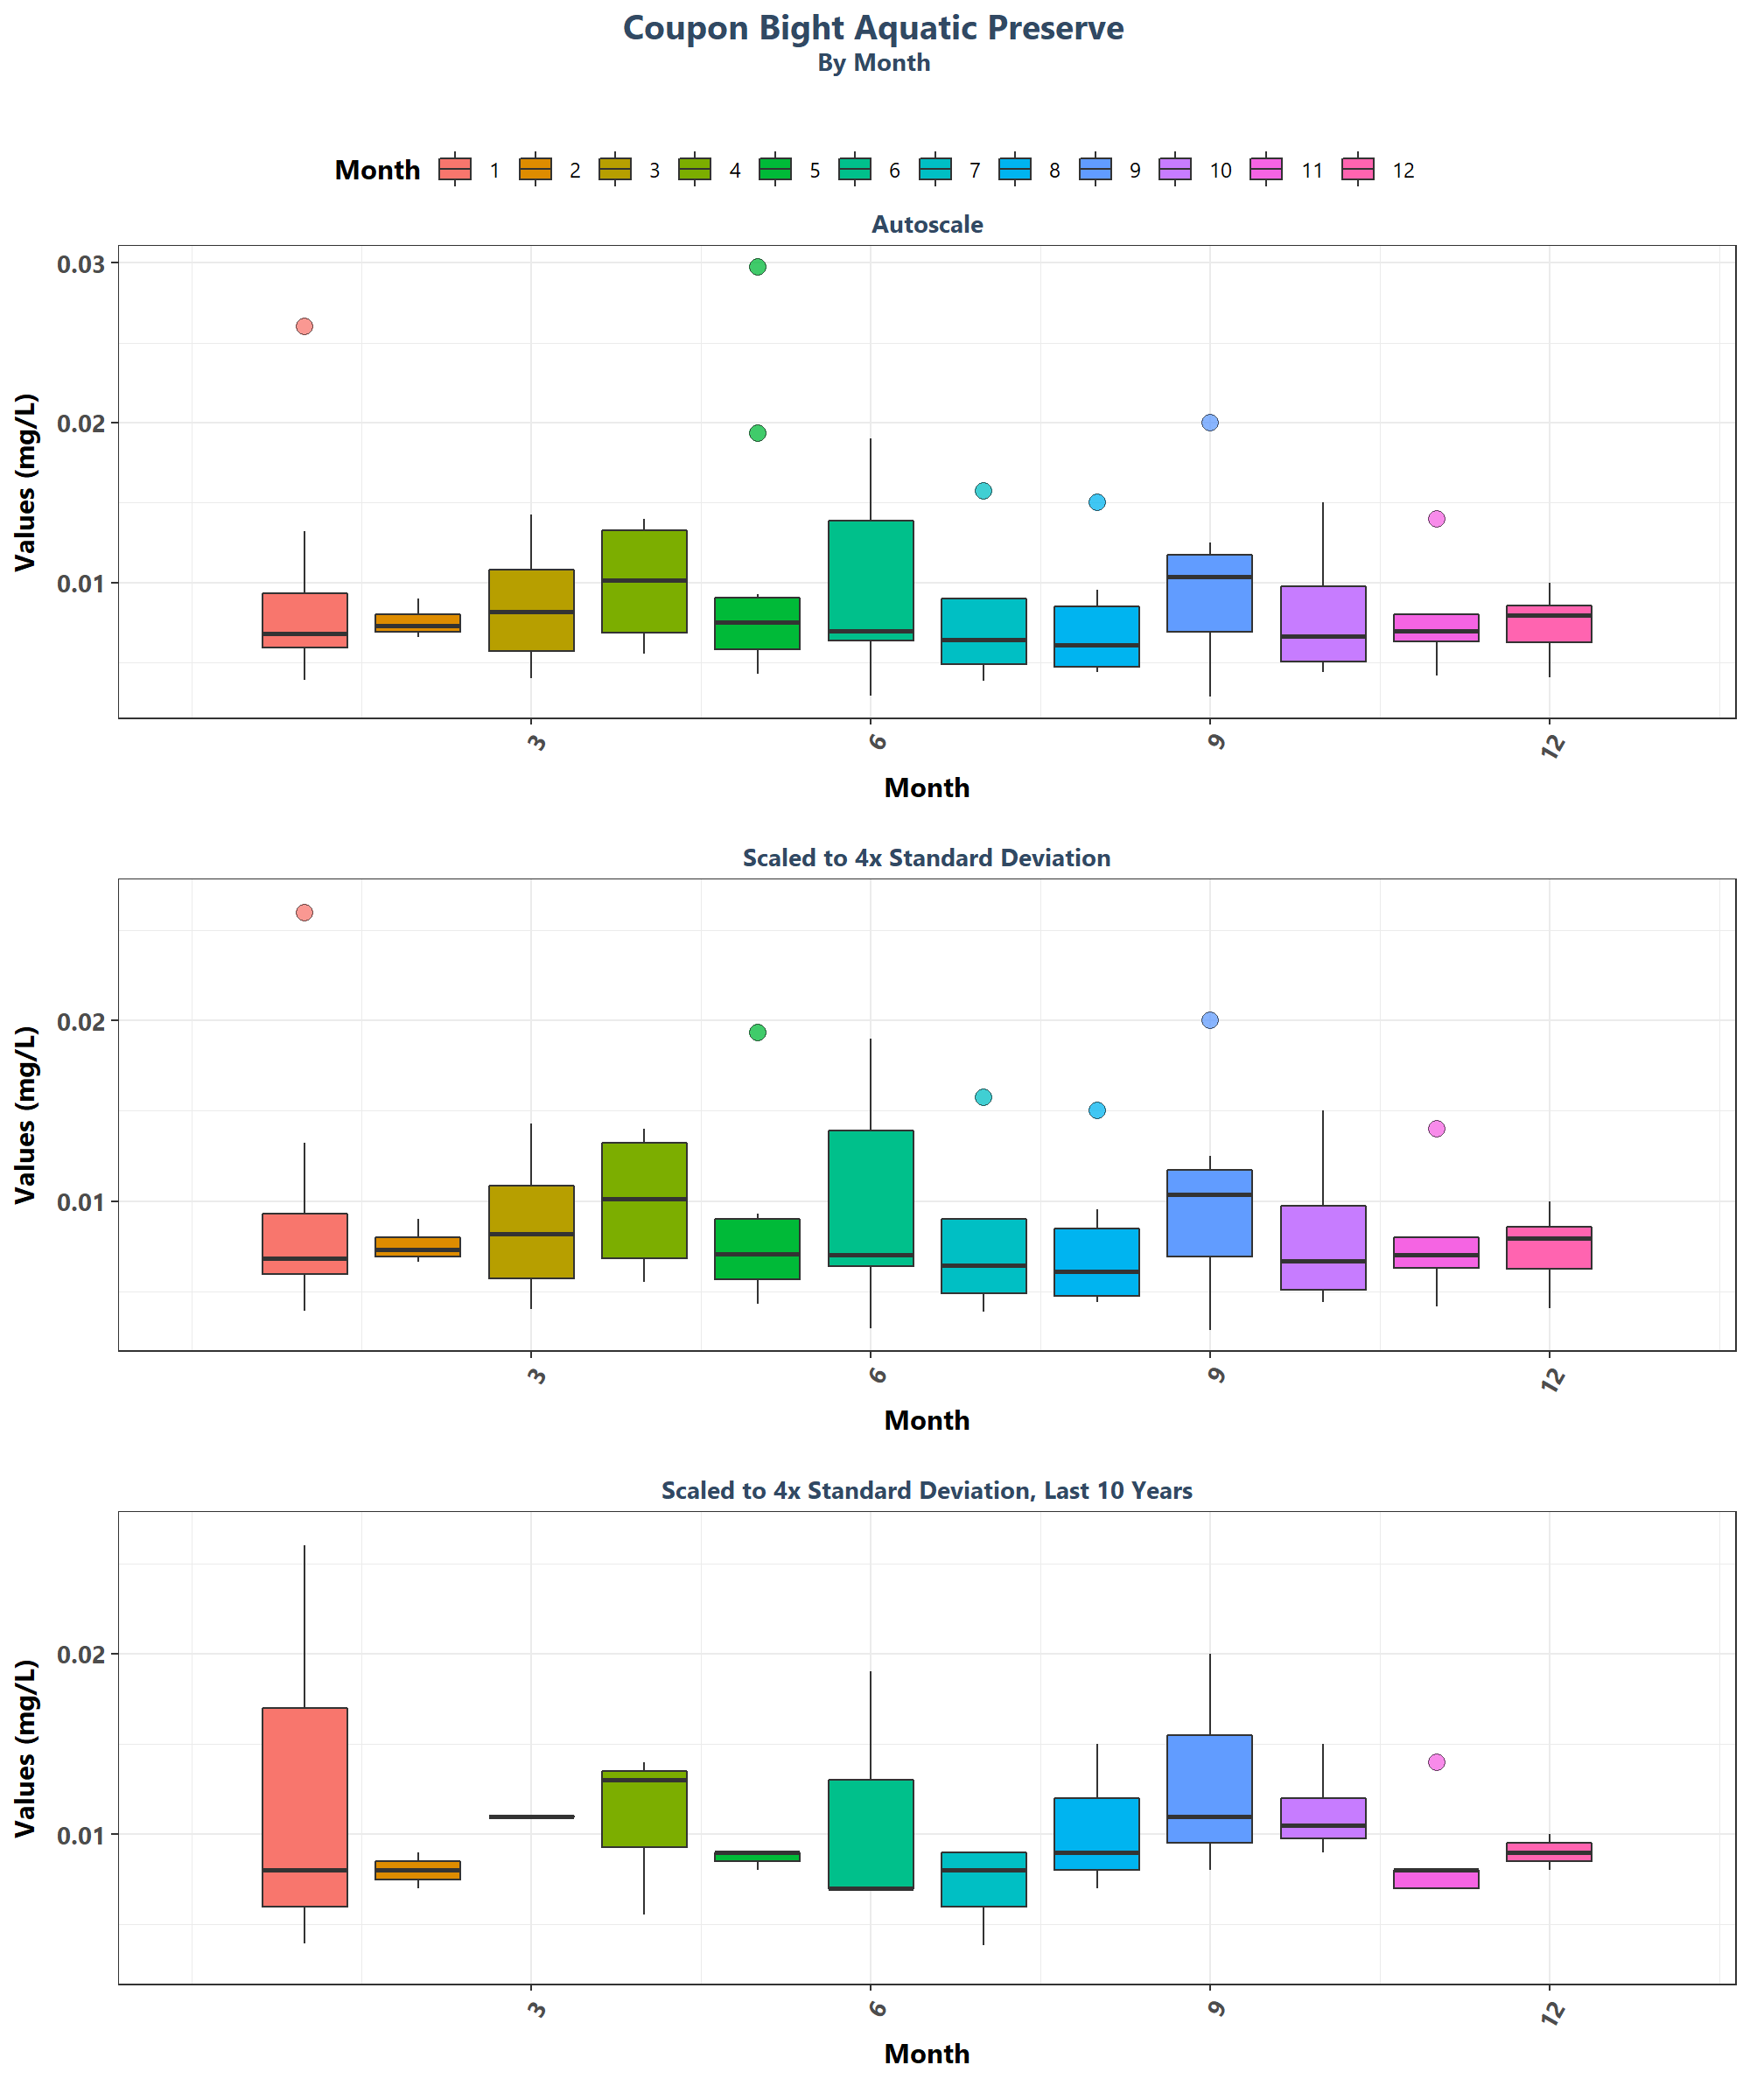 Coupon Bight Aquatic Preserve
By Month
Month 1 2 3 4 5 6 7 8 9 10 11 12
Autoscale
Values (mg/L)
0.03
0.02
0.01
3 6 9 12
Month
Scaled to 4x Standard Deviation
Values (mg/L)
0.02
0.01
3 6 9 12
Month
Scaled to 4x Standard Deviation, Last 10 Years
Values (mg/L)
0.02
0.01
3 6 9 12
Month